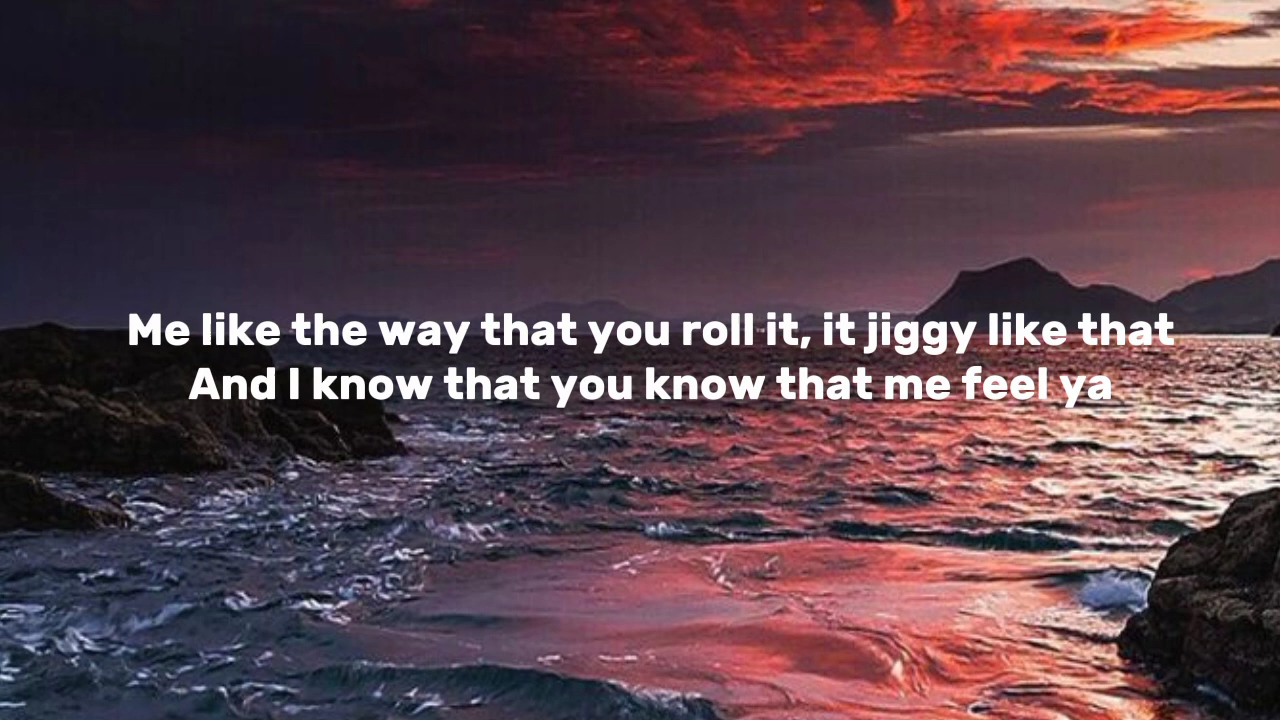 Me like the way that you roll it, it jiggy like that
And I know that you know that me feel ya